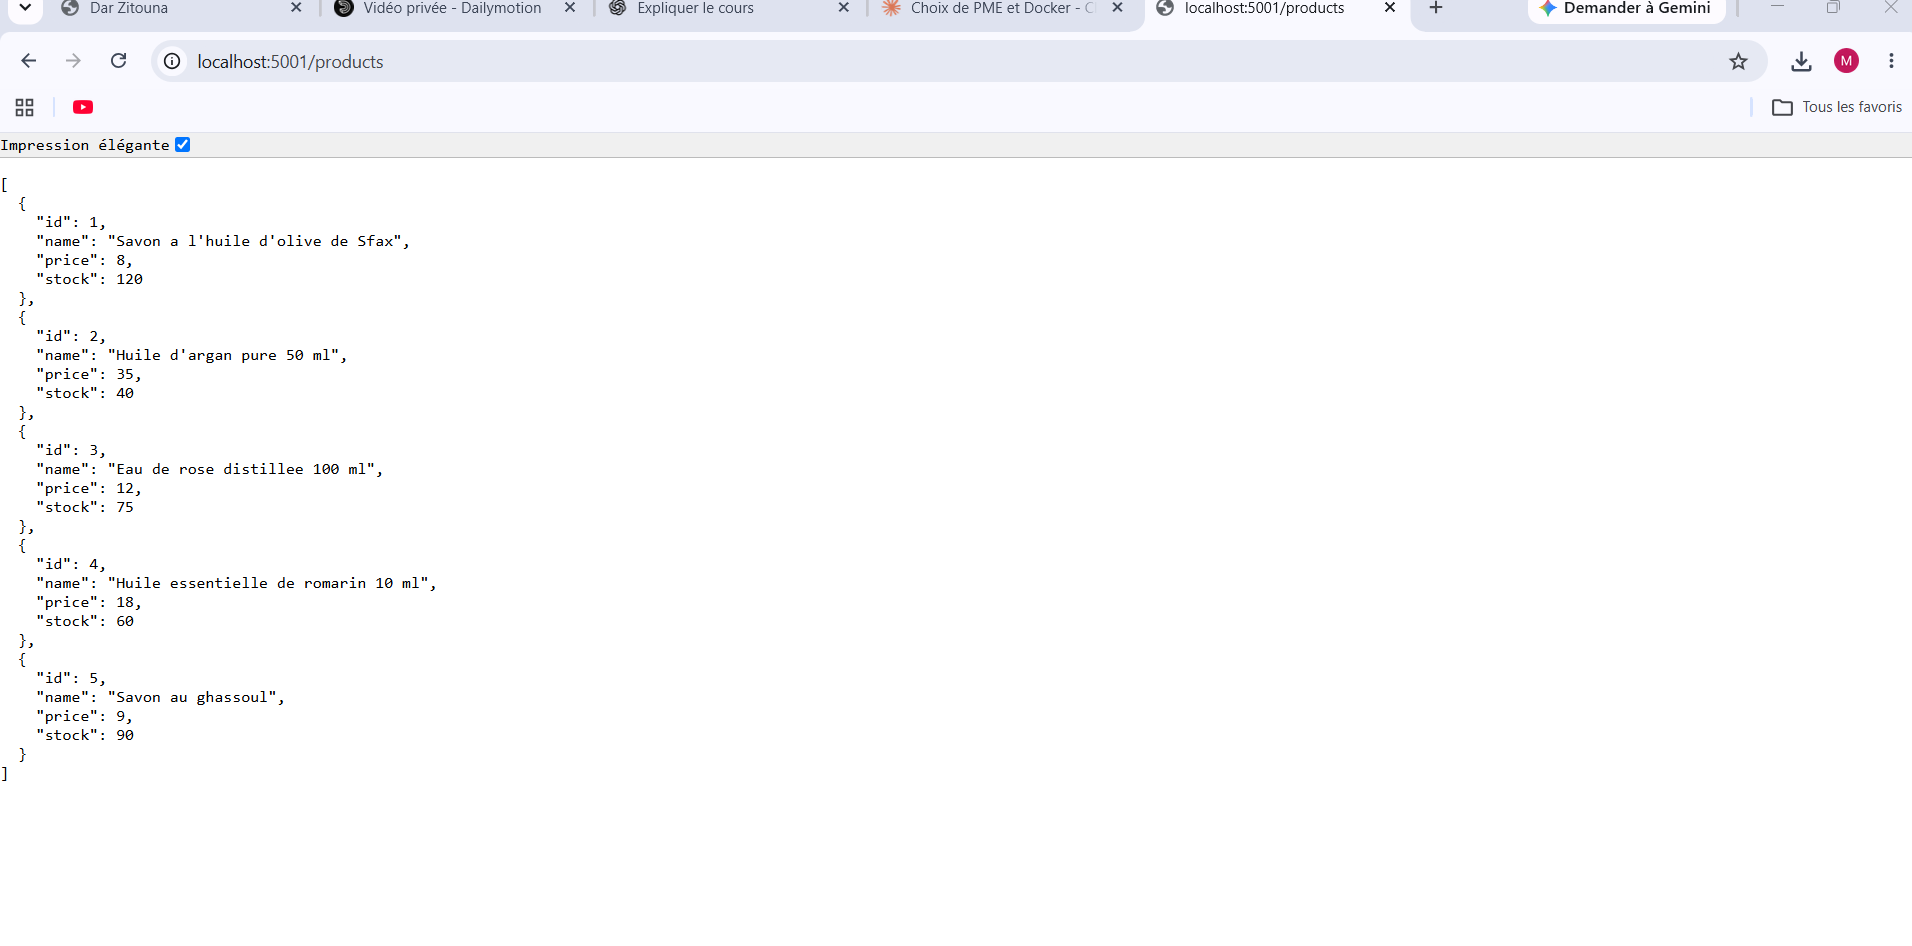 Dar Zitouna
Vidéo privée - Dailymotion
Expliquer le cours
Choix de PME et Docker - C
localhost:5001/products
Demander à Gemini
localhost:5001/products
M
Tous les favoris
Impression élégante
[
  {
    "id": 1,
    "name": "Savon a l'huile d'olive de Sfax",
    "price": 8,
    "stock": 120
  },
  {
    "id": 2,
    "name": "Huile d'argan pure 50 ml",
    "price": 35,
    "stock": 40
  },
  {
    "id": 3,
    "name": "Eau de rose distillee 100 ml",
    "price": 12,
    "stock": 75
  },
  {
    "id": 4,
    "name": "Huile essentielle de romarin 10 ml",
    "price": 18,
    "stock": 60
  },
  {
    "id": 5,
    "name": "Savon au ghassoul",
    "price": 9,
    "stock": 90
  }
]